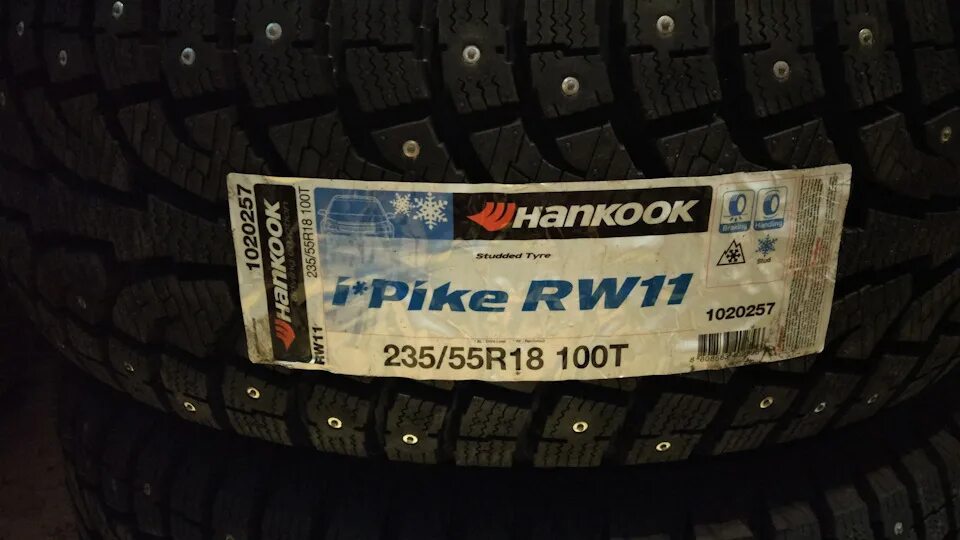 1020257
HANKOOK
235/55R18 100T
RW11
HANKOOK
Braking
Handling
Stud
Studded Tyre
i*Pike RW11
1020257
235/55R18 100T